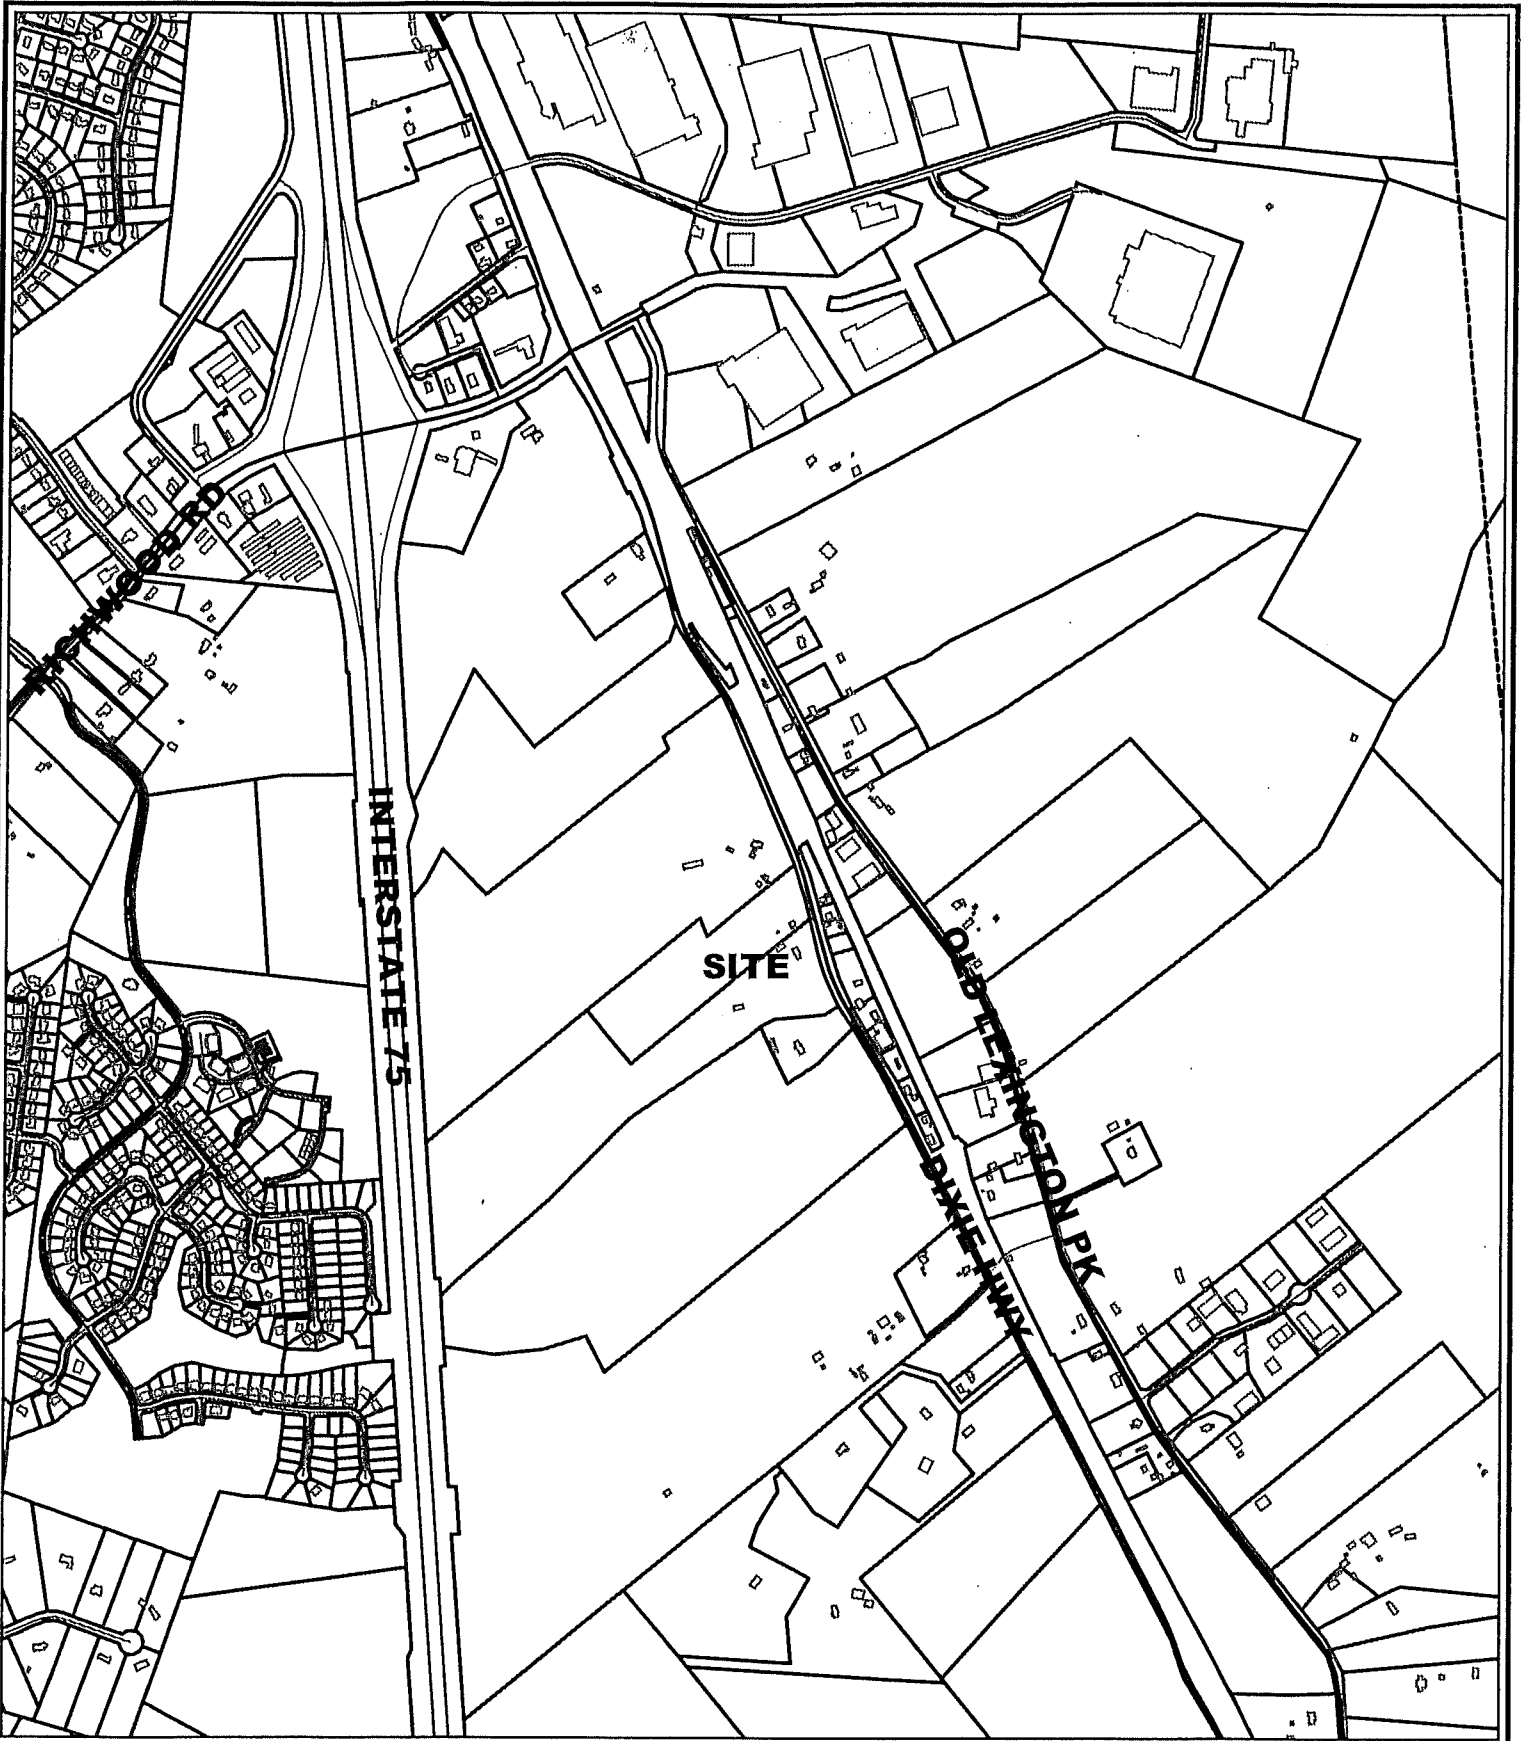 RICHWOOD RD
INTERSTATE 75
SITE
OLD LEXINGTON PK
DIXIE HWY